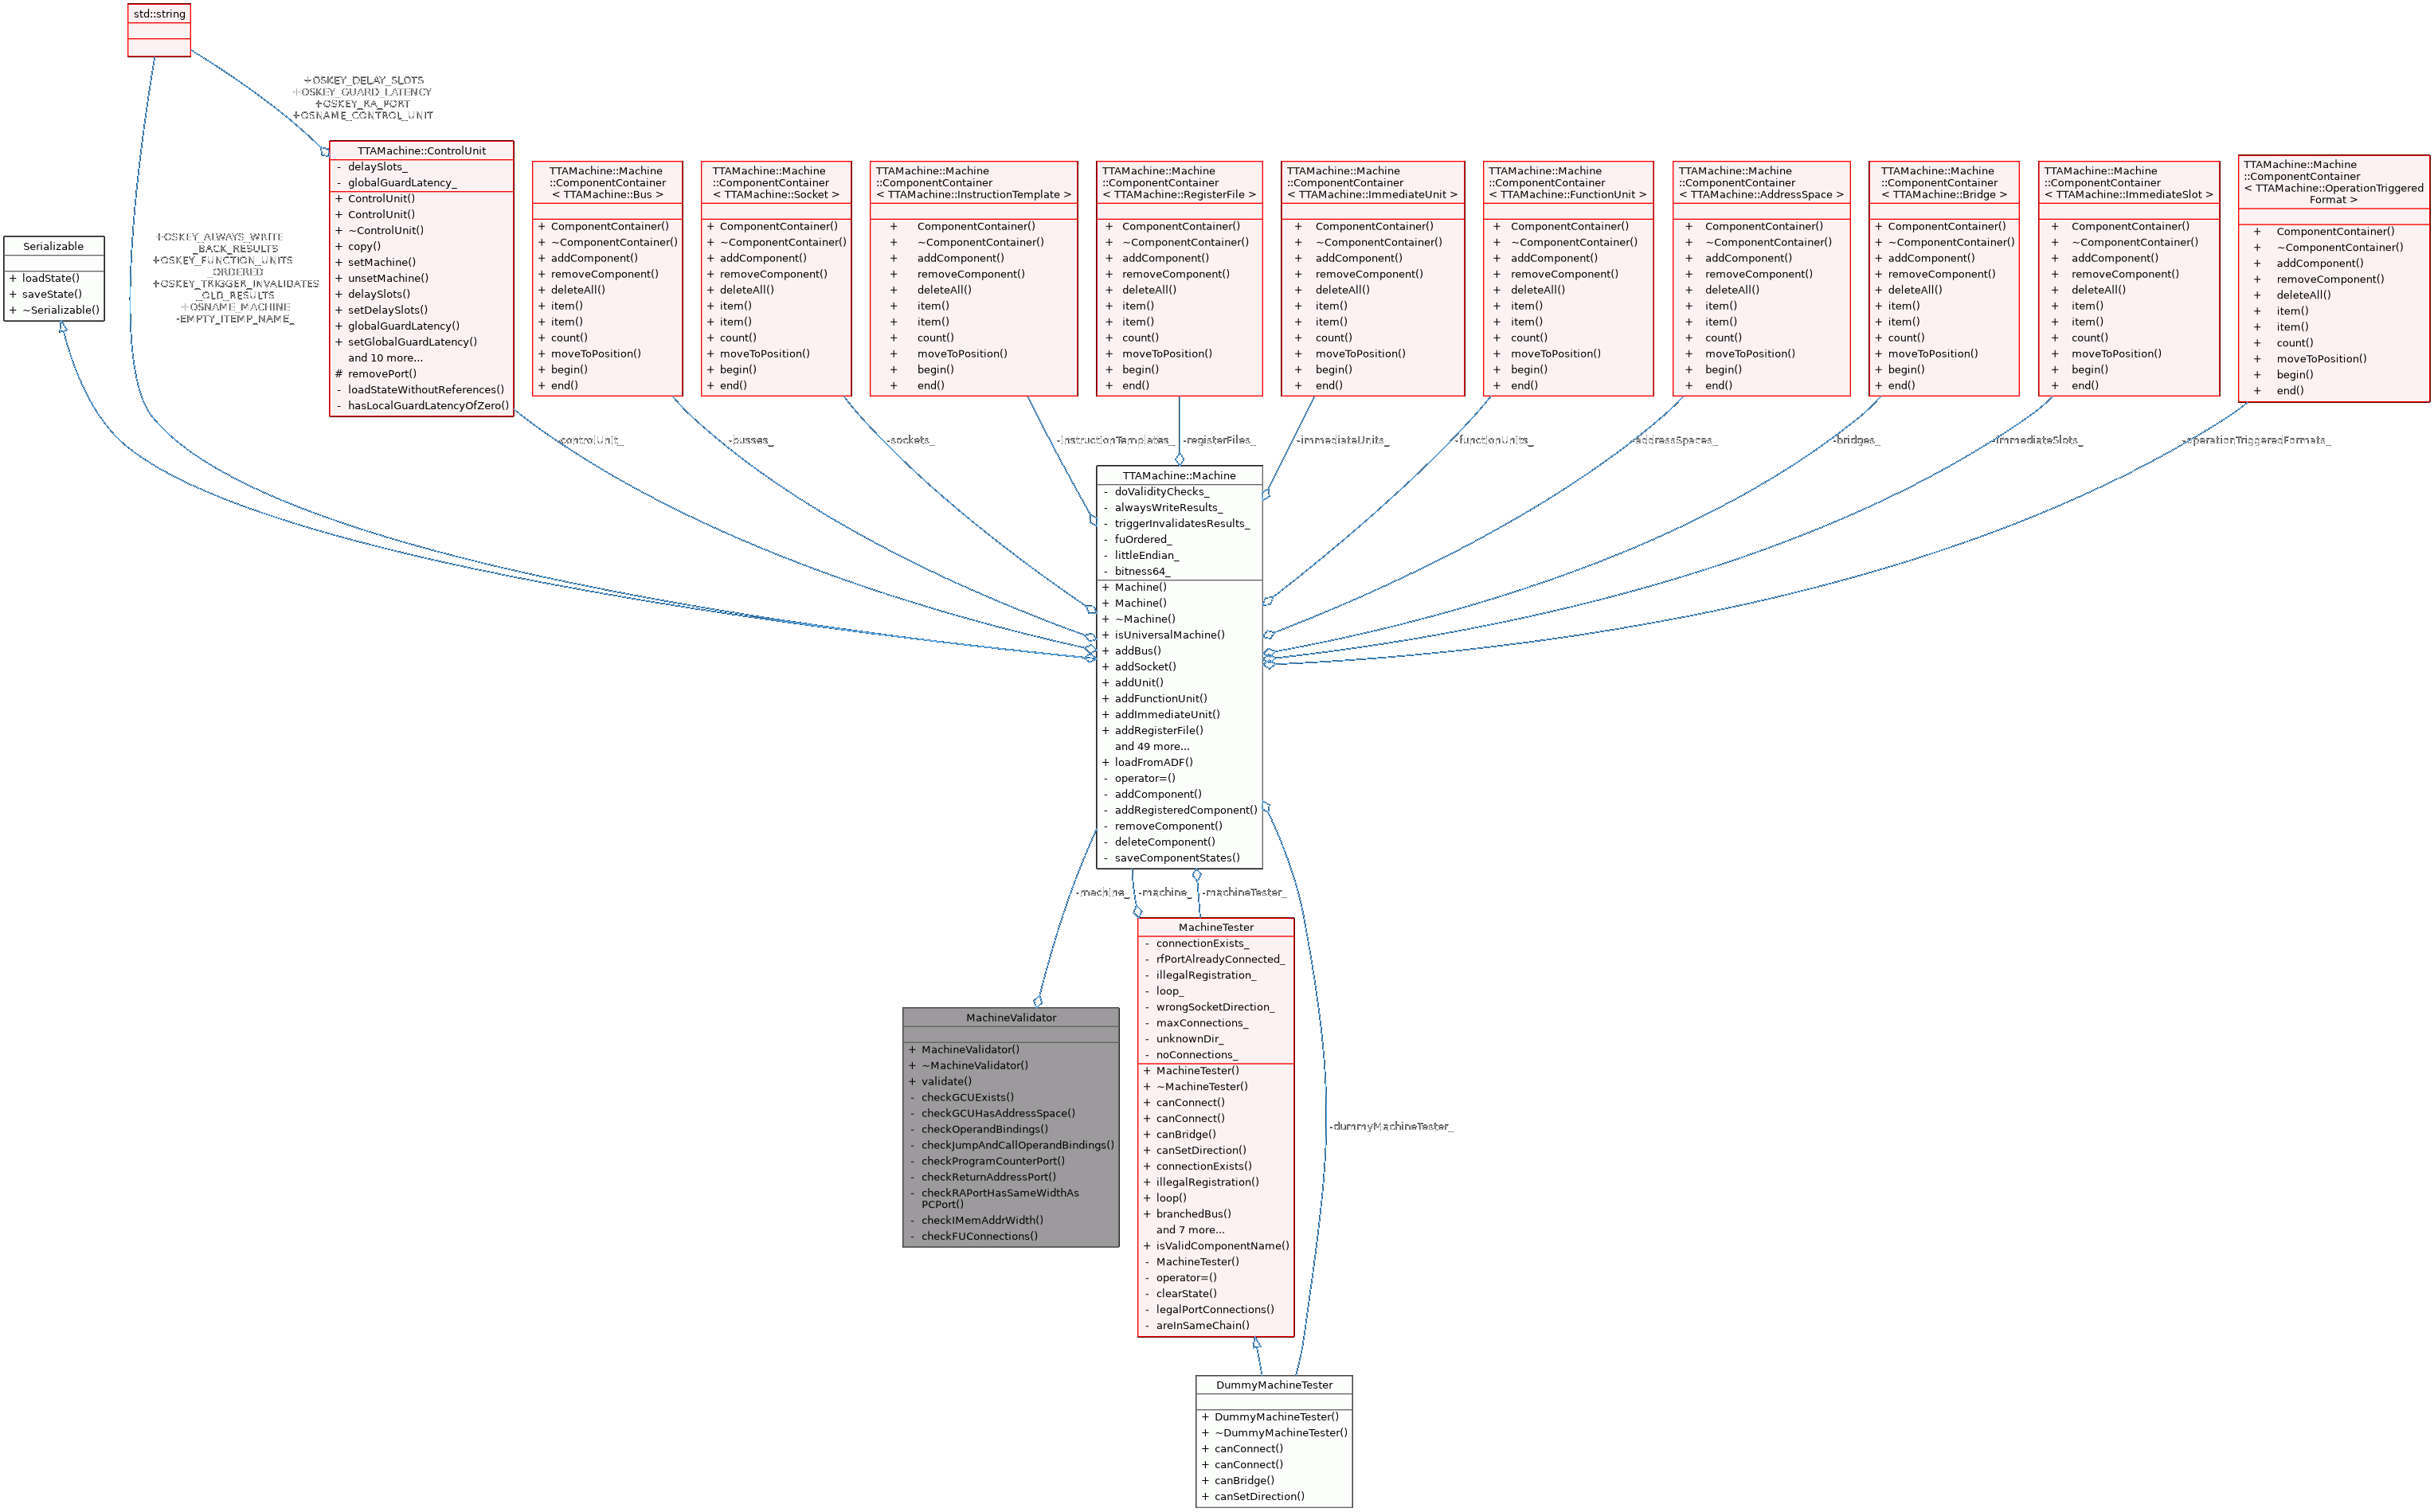 std::string
+OSKEY_DELAY_SLOTS
+OSKEY_GUARD_LATENCY
+OSKEY_RA_PORT
+OSNAME_CONTROL_UNIT
Serializable
+ loadState()
+ saveState()
+ ~Serializable()
+OSKEY_ALWAYS_WRITE
_BACK_RESULTS
+OSKEY_FUNCTION_UNITS
_ORDERED
+OSKEY_TRIGGER_INVALIDATES
_OLD_RESULTS
+OSNAME_MACHINE
-EMPTY_ITEMP_NAME_
TTAMachine::ControlUnit
- delaySlots_
- globalGuardLatency_
+ ControlUnit()
+ ControlUnit()
+ ~ControlUnit()
+ copy()
+ setMachine()
+ unsetMachine()
+ delaySlots()
+ setDelaySlots()
+ globalGuardLatency()
+ setGlobalGuardLatency()
and 10 more...
# removePort()
- loadStateWithoutReferences()
- hasLocalGuardLatencyOfZero()
TTAMachine::Machine
::ComponentContainer
< TTAMachine::Bus >
+ ComponentContainer()
+ ~ComponentContainer()
+ addComponent()
+ removeComponent()
+ deleteAll()
+ item()
+ item()
+ count()
+ moveToPosition()
+ begin()
+ end()
TTAMachine::Machine
::ComponentContainer
< TTAMachine::Socket >
+ ComponentContainer()
+ ~ComponentContainer()
+ addComponent()
+ removeComponent()
+ deleteAll()
+ item()
+ item()
+ count()
+ moveToPosition()
+ begin()
+ end()
TTAMachine::Machine
::ComponentContainer
< TTAMachine::InstructionTemplate >
+ ComponentContainer()
+ ~ComponentContainer()
+ addComponent()
+ removeComponent()
+ deleteAll()
+ item()
+ item()
+ count()
+ moveToPosition()
+ begin()
+ end()
TTAMachine::Machine
::ComponentContainer
< TTAMachine::RegisterFile >
+ ComponentContainer()
+ ~ComponentContainer()
+ addComponent()
+ removeComponent()
+ deleteAll()
+ item()
+ item()
+ count()
+ moveToPosition()
+ begin()
+ end()
TTAMachine::Machine
::ComponentContainer
< TTAMachine::ImmediateUnit >
+ ComponentContainer()
+ ~ComponentContainer()
+ addComponent()
+ removeComponent()
+ deleteAll()
+ item()
+ item()
+ count()
+ moveToPosition()
+ begin()
+ end()
TTAMachine::Machine
::ComponentContainer
< TTAMachine::FunctionUnit >
+ ComponentContainer()
+ ~ComponentContainer()
+ addComponent()
+ removeComponent()
+ deleteAll()
+ item()
+ item()
+ count()
+ moveToPosition()
+ begin()
+ end()
TTAMachine::Machine
::ComponentContainer
< TTAMachine::AddressSpace >
+ ComponentContainer()
+ ~ComponentContainer()
+ addComponent()
+ removeComponent()
+ deleteAll()
+ item()
+ item()
+ count()
+ moveToPosition()
+ begin()
+ end()
TTAMachine::Machine
::ComponentContainer
< TTAMachine::Bridge >
+ ComponentContainer()
+ ~ComponentContainer()
+ addComponent()
+ removeComponent()
+ deleteAll()
+ item()
+ item()
+ count()
+ moveToPosition()
+ begin()
+ end()
TTAMachine::Machine
::ComponentContainer
< TTAMachine::ImmediateSlot >
+ ComponentContainer()
+ ~ComponentContainer()
+ addComponent()
+ removeComponent()
+ deleteAll()
+ item()
+ item()
+ count()
+ moveToPosition()
+ begin()
+ end()
TTAMachine::Machine
::ComponentContainer
< TTAMachine::OperationTriggered
Format >
+ ComponentContainer()
+ ~ComponentContainer()
+ addComponent()
+ removeComponent()
+ deleteAll()
+ item()
+ item()
+ count()
+ moveToPosition()
+ begin()
+ end()
-controlUnit_
-busses_
-sockets_
-instructionTemplates_
-registerFiles_
-immediateUnits_
-functionUnits_
-addressSpaces_
-bridges_
-immediateSlots_
-operationTriggeredFormats_
TTAMachine::Machine
- doValidityChecks_
- alwaysWriteResults_
- triggerInvalidatesResults_
- fuOrdered_
- littleEndian_
- bitness64_
+ Machine()
+ Machine()
+ ~Machine()
+ isUniversalMachine()
+ addBus()
+ addSocket()
+ addUnit()
+ addFunctionUnit()
+ addImmediateUnit()
+ addRegisterFile()
and 49 more...
+ loadFromADF()
- operator=()
- addComponent()
- addRegisteredComponent()
- removeComponent()
- deleteComponent()
- saveComponentStates()
-machine_
-machine_
-machineTester_
MachineTester
- connectionExists_
- rfPortAlreadyConnected_
- illegalRegistration_
- loop_
- wrongSocketDirection_
- maxConnections_
- unknownDir_
- noConnections_
+ MachineTester()
+ ~MachineTester()
+ canConnect()
+ canConnect()
+ canBridge()
+ canSetDirection()
+ connectionExists()
+ illegalRegistration()
+ loop()
+ branchedBus()
and 7 more...
+ isValidComponentName()
- MachineTester()
- operator=()
- clearState()
- legalPortConnections()
- areInSameChain()
MachineValidator
+ MachineValidator()
+ ~MachineValidator()
+ validate()
- checkGCUExists()
- checkGCUHasAddressSpace()
- checkOperandBindings()
- checkJumpAndCallOperandBindings()
- checkProgramCounterPort()
- checkReturnAddressPort()
- checkRAPortHasSameWidthAs
PCPort()
- checkIMemAddrWidth()
- checkFUConnections()
-dummyMachineTester_
DummyMachineTester
+ DummyMachineTester()
+ ~DummyMachineTester()
+ canConnect()
+ canConnect()
+ canBridge()
+ canSetDirection()